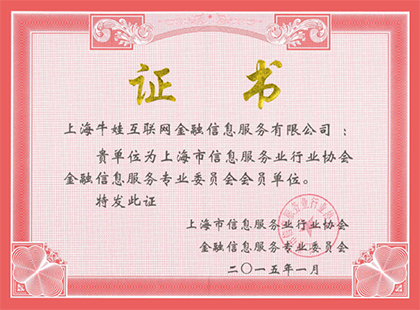 证 书
上海牛娃互联网金融信息服务有限公司：
贵单位为上海市信息服务业行业协会
金融信息服务专业委员会会员单位。
特发此证
上海市信息服务业行业协会
金融信息服务专业委员会
二〇一五年一月